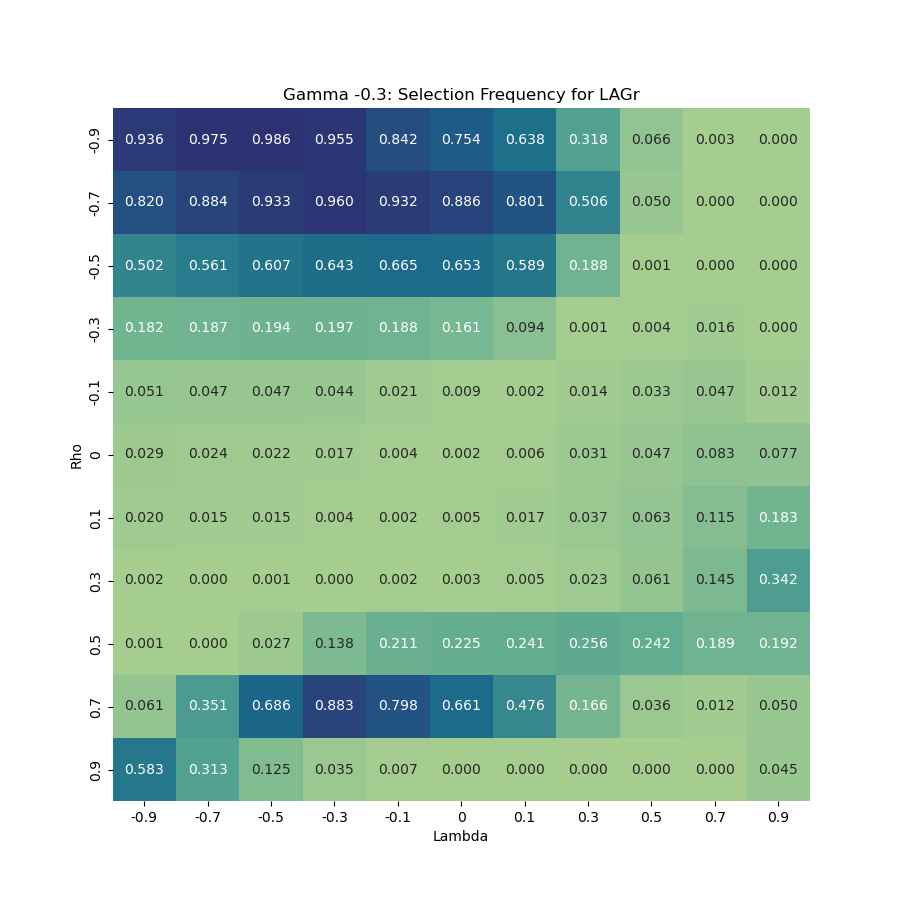 Gamma -0.3: Selection Frequency for LAGr
-0.9 0.936 0.975 0.986 0.955 0.842 0.754 0.638 0.318 0.066 0.003 0.000
-0.7 0.820 0.884 0.933 0.960 0.932 0.886 0.801 0.506 0.050 0.000 0.000
-0.5 0.502 0.561 0.607 0.643 0.665 0.653 0.589 0.188 0.001 0.000 0.000
-0.3 0.182 0.187 0.194 0.197 0.188 0.161 0.094 0.001 0.004 0.016 0.000
-0.1 0.051 0.047 0.047 0.044 0.021 0.009 0.002 0.014 0.033 0.047 0.012
Rho
0 0.029 0.024 0.022 0.017 0.004 0.002 0.006 0.031 0.047 0.083 0.077
0.1 0.020 0.015 0.015 0.004 0.002 0.005 0.017 0.037 0.063 0.115 0.183
0.3 0.002 0.000 0.001 0.000 0.002 0.003 0.005 0.023 0.061 0.145 0.342
0.5 0.001 0.000 0.027 0.138 0.211 0.225 0.241 0.256 0.242 0.189 0.192
0.7 0.061 0.351 0.686 0.883 0.798 0.661 0.476 0.166 0.036 0.012 0.050
0.9 0.583 0.313 0.125 0.035 0.007 0.000 0.000 0.000 0.000 0.000 0.045
-0.9 -0.7 -0.5 -0.3 -0.1 0 0.1 0.3 0.5 0.7 0.9
Lambda